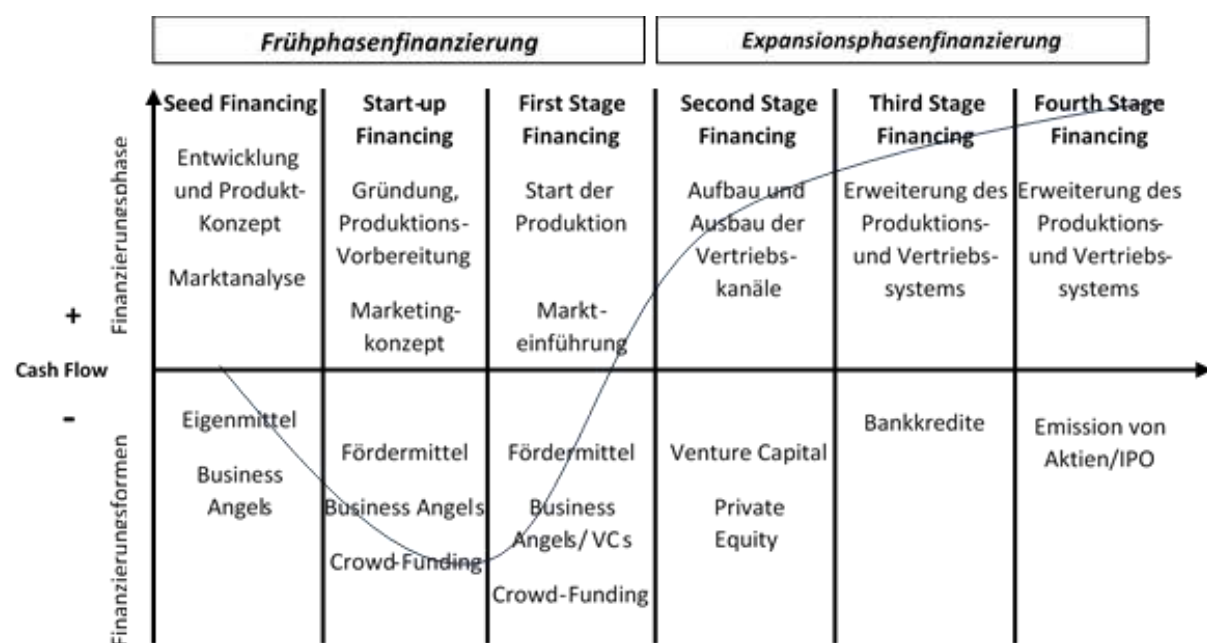 Frühphasenfinanzierung
Expansionsphasenfinanzierung
Finanzierungsphase
+
Cash Flow
-
Finanzierungsformen
Seed Financing
Entwicklung
und Produkt-
Konzept
Marktanalyse
Eigenmittel
Business
Angels
Start-up
Financing
Gründung,
Produktions-
Vorbereitung
Marketing-
konzept
Fördermittel
Business Angels
Crowd-Funding
First Stage
Financing
Start der
Produktion
Markt-
einführung
Fördermittel
Business
Angels/ VCs
Crowd-Funding
Second Stage
Financing
Aufbau und
Ausbau der
Vertriebs-
kanäle
Venture Capital
Private
Equity
Third Stage
Financing
Erweiterung des
Produktions-
und Vertriebs-
systems
Bankkredite
Fourth Stage
Financing
Erweiterung des
Produktions-
und Vertriebs-
systems
Emission von
Aktien/IPO